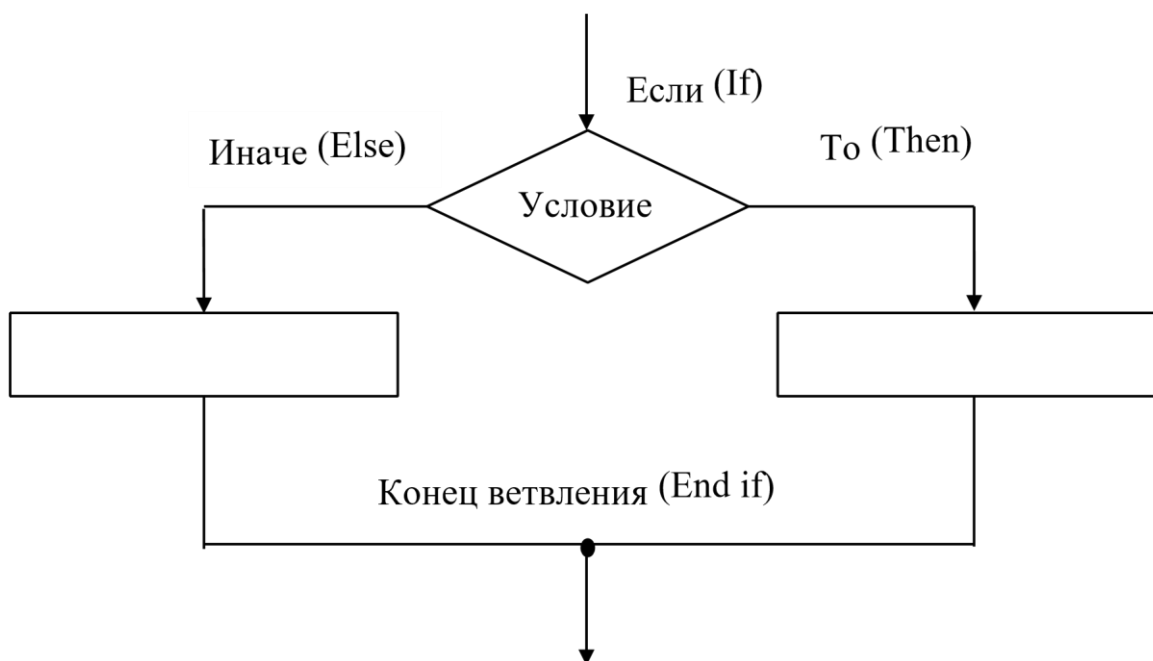 Если (If)
Иначе (Else)
То (Then)
Условие
Конец ветвления (End if)